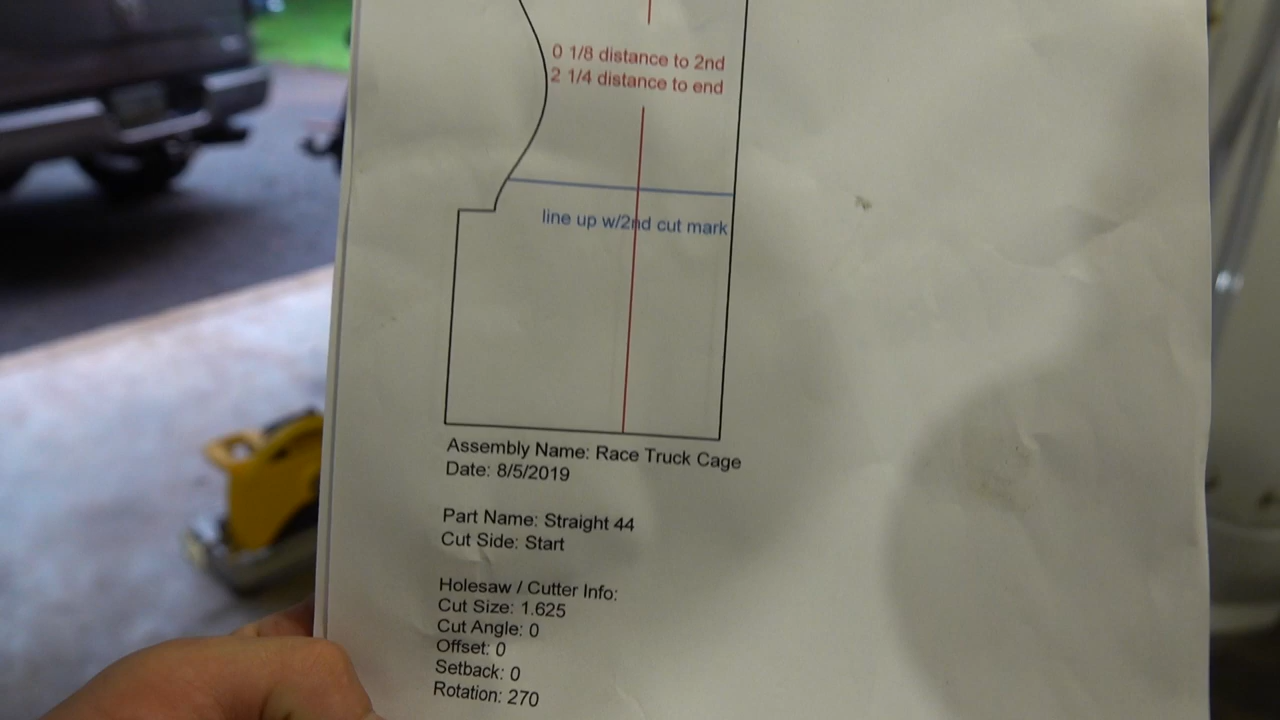 0 1/8 distance to 2nd
2 1/4 distance to end
line up w/2nd cut mark
Assembly Name: Race Truck Cage
Date: 8/5/2019
Part Name: Straight 44
Cut Side: Start
Holesaw / Cutter Info:
Cut Size: 1.625
Cut Angle: 0
Offset: 0
Setback: 0
Rotation: 270